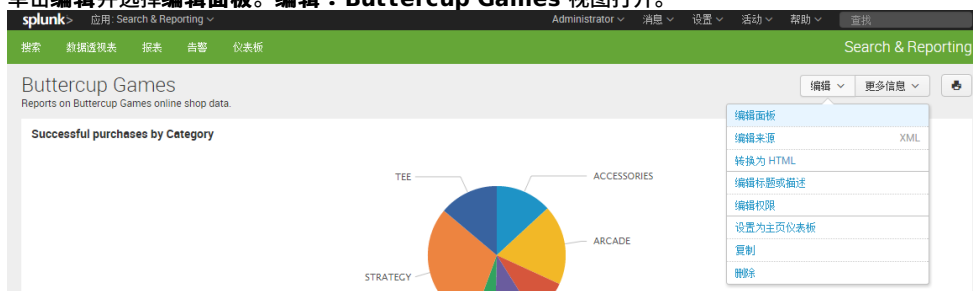 单击编辑并选择编辑面板。编辑：Buttercup Games 视图打开。
splunk> 应用: Search & Reporting Administrator 消息 设置 活动 帮助 查找
搜索 数据透视表 报表 告警 仪表板 Search & Reporting
Buttercup Games 编辑 更多信息
Reports on Buttercup Games online shop data.
编辑面板
Successful purchases by Category
编辑来源 XML
转换为 HTML
TEE ACCESSORIES
编辑标题或描述
编辑权限
设置为主页仪表板
ARCADE
复制
删除
STRATEGY